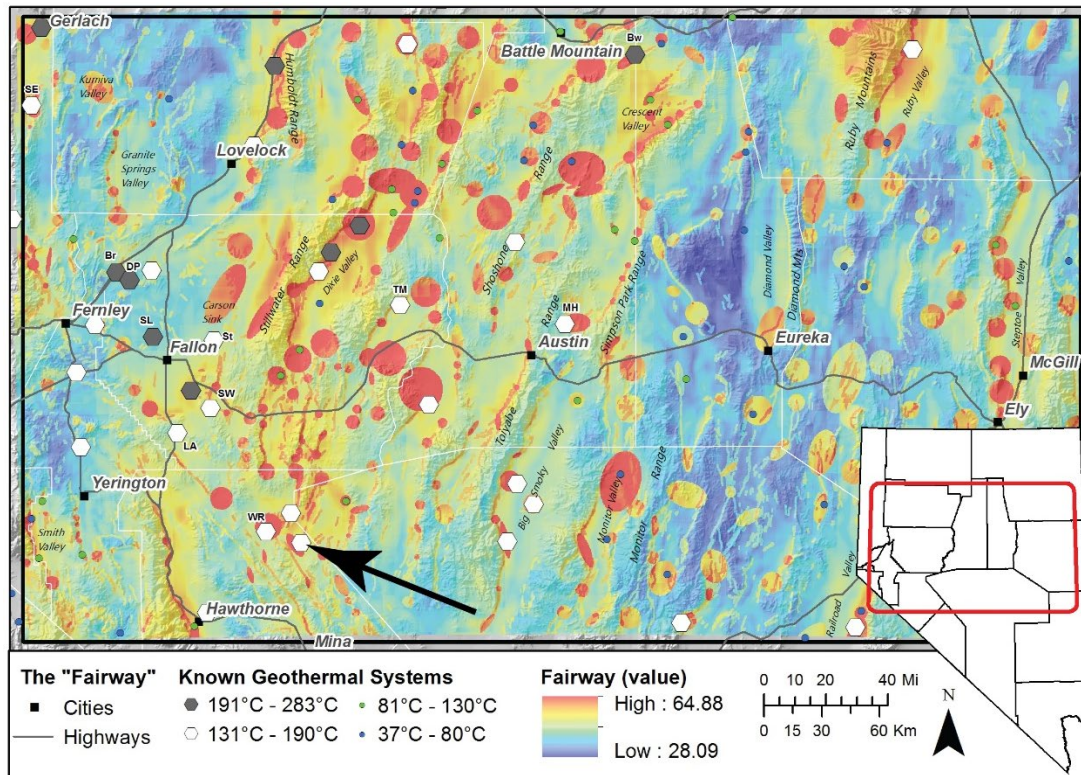 Gerlach
Battle Mountain
Bw
SE
Kumiva
Valley
Humboldt Range
Crescent
Valley
Ruby Mountains
Ruby Valley
Granite
Springs
Valley
Lovelock
Shoshone Range
Br
DP
Stillwater Range
Dixie Valley
Carson
Sink
TM
MH
Range
Simpson Park Range
Diamond Valley
Diamond Mts
Steptoe Valley
Fernley
SL
St
Fallon
Austin
Eureka
McGill
SW
Ely
LA
Toiyabe
Big Smoky Valley
Yerington
Monitor Valley
Monitor Range
Smith
Valley
WR
Railroad Valley
Hawthorne
Mina
The "Fairway"
Cities
Highways
Known Geothermal Systems
191°C - 283°C
131°C - 190°C
81°C - 130°C
37°C - 80°C
Fairway (value)
High : 64.88
Low : 28.09
0 10 20 40 Mi
0 15 30 60 Km
N